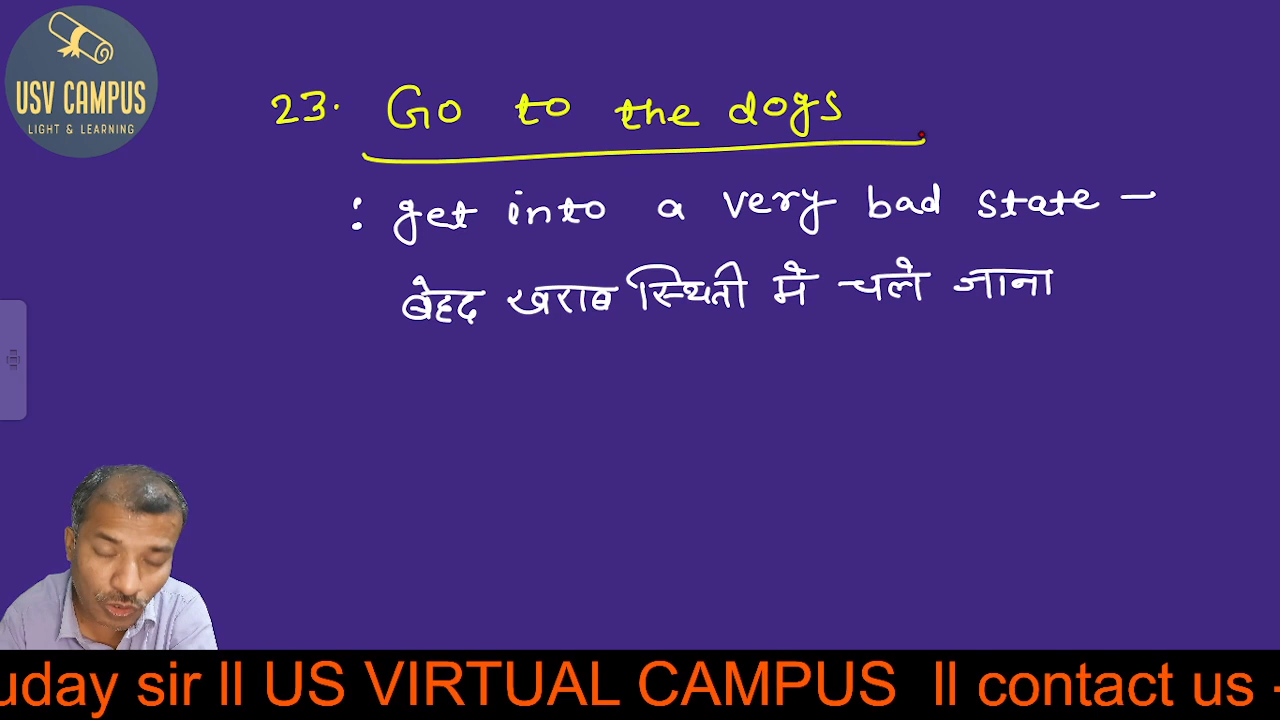 USV CAMPUS
LIGHT & LEARNING
23. Go to the dogs
: get into a very bad state –
बेहद खराब स्थिती में चले जाना
uday sir ll US VIRTUAL CAMPUS ll contact us -